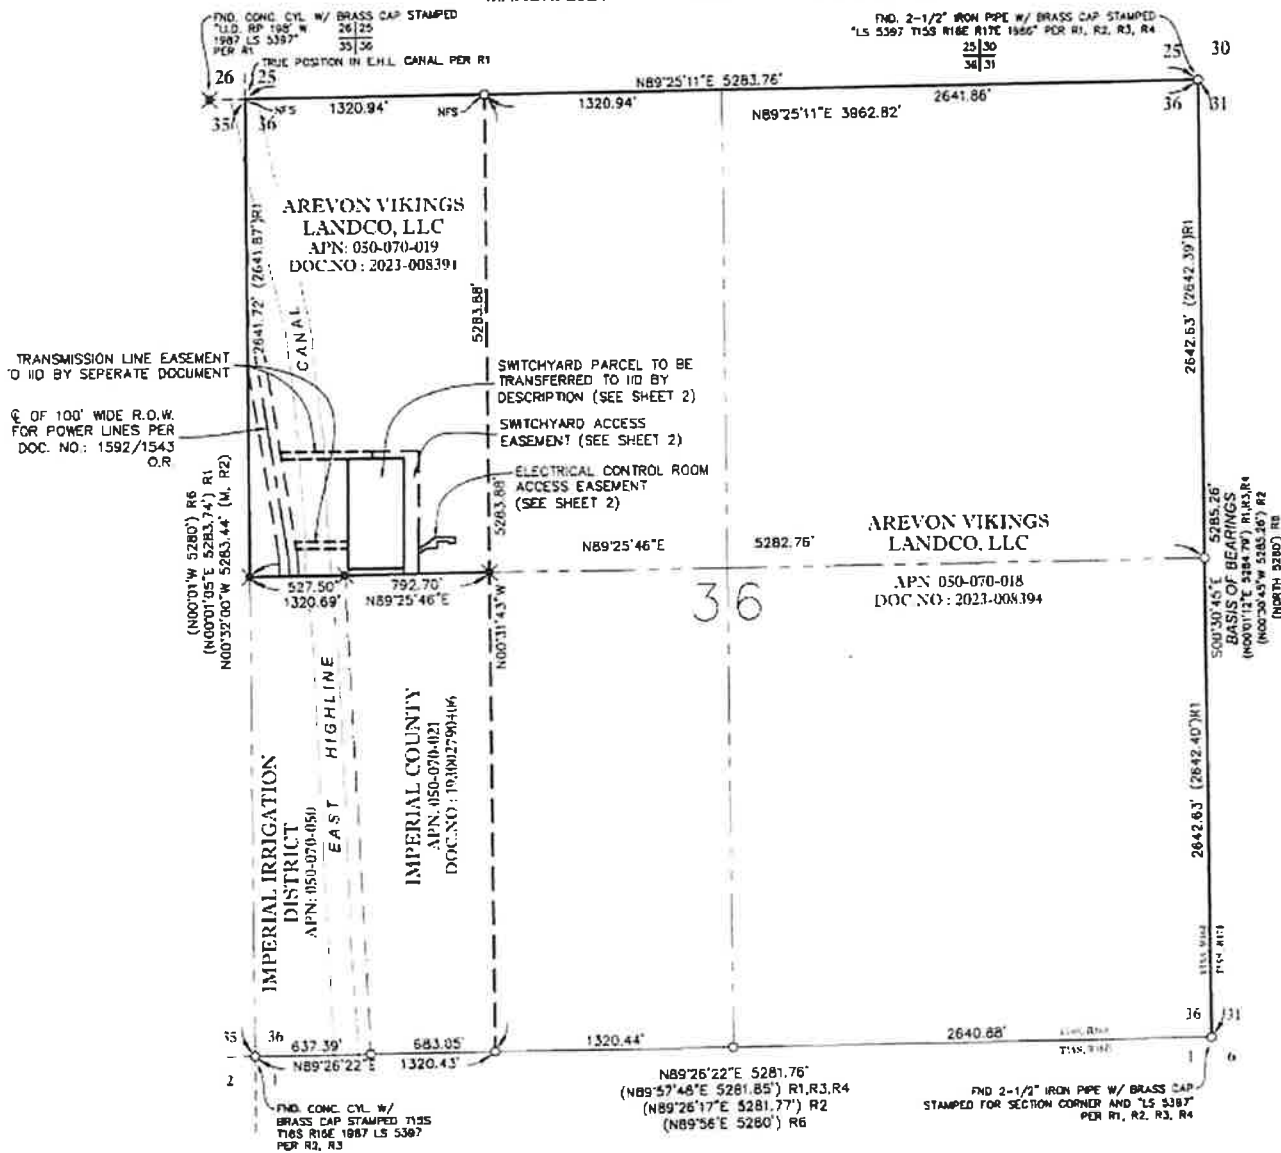 FND. CONC. CYL. W/ BRASS CAP STAMPED
26|25
35|36
1987 LS 5397"
PER R1
TRUE POSITION IN E.H.L. CANAL PER R1
FND. 2-1/2" IRON PIPE W/ BRASS CAP STAMPED
"LS 5397 T15S R16E R17E 1986" PER R1, R2, R3, R4
25|30
36|31
26 25
35 36
25 30
36 31
NFS
1320.94'
NFS
N89°25'11"E 5283.76'
1320.94'
2641.86'
N89°25'11"E 3962.82'
AREVON VIKINGS
LANDCO, LLC
APN: 050-070-019
DOC.NO : 2023-008391
2641.72' (2641.87')R1
CANAL
5283.88'
2642.63' (2642.39')R1
TRANSMISSION LINE EASEMENT
TO IID BY SEPERATE DOCUMENT
℄ OF 100' WIDE R.O.W.
FOR POWER LINES PER
DOC. NO.: 1592/1543
O.R.
SWITCHYARD PARCEL TO BE
TRANSFERRED TO IID BY
DESCRIPTION (SEE SHEET 2)
SWITCHYARD ACCESS
EASEMENT (SEE SHEET 2)
ELECTRICAL CONTROL ROOM
ACCESS EASEMENT
(SEE SHEET 2)
5283.88'
(N00°01'W 5280') R6
(N00°01'05"E 5283.74') R1
N00°32'00"W 5283.44' (M, R2)
527.50'
792.70'
1320.69'
N89°25'46"E
N00°31'43"W
N89°25'46"E
5282.76'
AREVON VIKINGS
LANDCO, LLC
APN 050-070-018
DOC NO : 2023-008394
36
S00°30'45"E 5285.26'
BASIS OF BEARINGS
(N00°01'12"E 5284.79') R1,R3,R4
(N00°30'45"W 5285.26') R2
(NORTH 5280') R6
IMPERIAL IRRIGATION
DISTRICT
APN: 050-070-050
EAST HIGHLINE
IMPERIAL COUNTY
APN: 050-070-021
DOC.NO : 19300279O406
2642.63' (2642.40')R1
35 36
2 1
36 31
1 6
637.39'
683.05'
N89°26'22"E
1320.43'
1320.44'
2640.88'
N89°26'22"E 5281.76'
(N89°57'48"E 5281.85') R1,R3,R4
(N89°26'17"E 5281.77') R2
(N89°56'E 5280') R6
FND. CONC. CYL. W/
BRASS CAP STAMPED T15S
T16S R16E 1987 LS 5397
PER R2, R3
FND 2-1/2" IRON PIPE W/ BRASS CAP
STAMPED FOR SECTION CORNER AND "LS 5397"
PER R1, R2, R3, R4